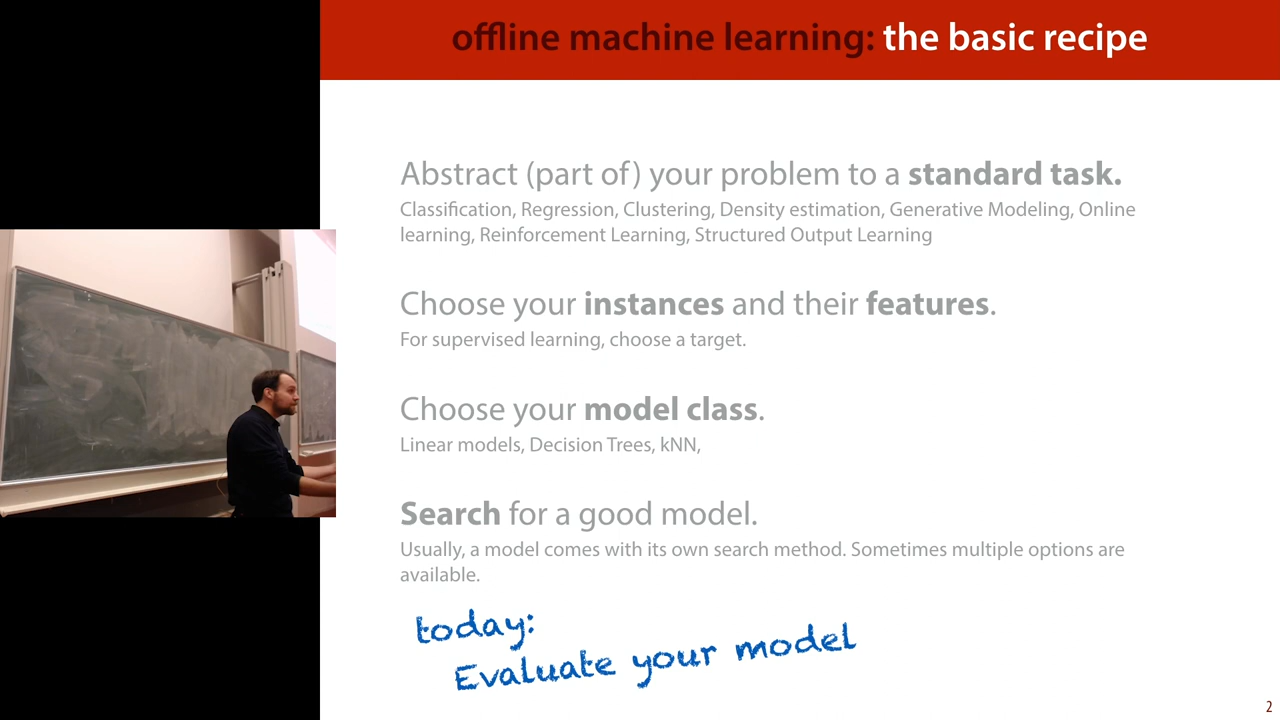 offline machine learning: the basic recipe
Abstract (part of) your problem to a standard task.
Classification, Regression, Clustering, Density estimation, Generative Modeling, Online
learning, Reinforcement Learning, Structured Output Learning
Choose your instances and their features.
For supervised learning, choose a target.
Choose your model class.
Linear models, Decision Trees, kNN,
Search for a good model.
Usually, a model comes with its own search method. Sometimes multiple options are
available.
today:
Evaluate your model
2